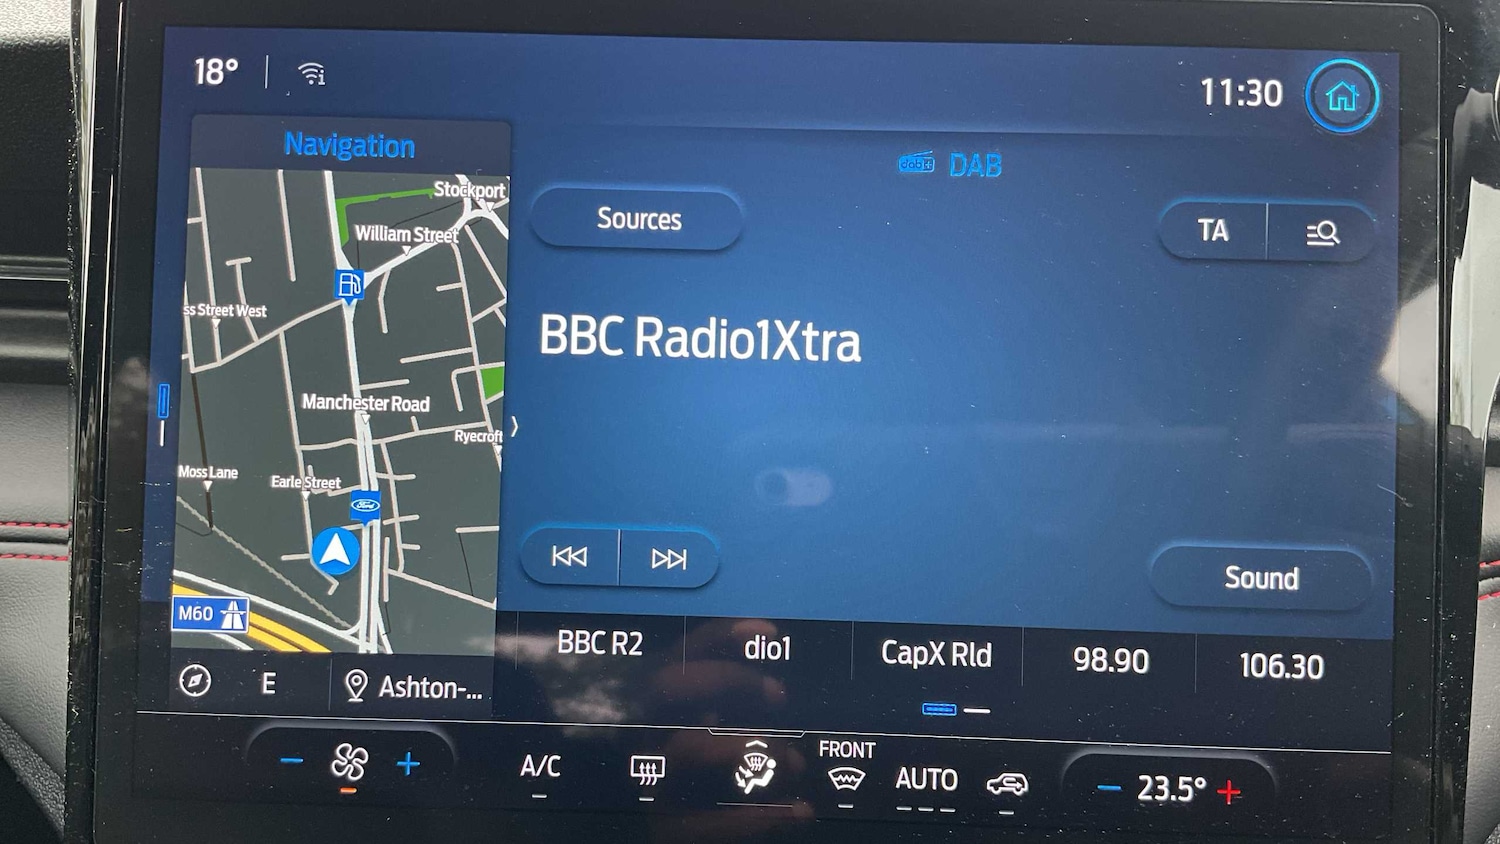 18°
11:30
Navigation
dab+ DAB
Stockport
Sources
TA
William Street
ss Street West
BBC Radio1Xtra
Manchester Road
Ryecroft
Moss Lane
Earle Street
Ford
Sound
M60
BBC R2
dio1
CapX Rld
98.90
106.30
E
Ashton-...
− +
A/C
FRONT
AUTO
− 23.5° +